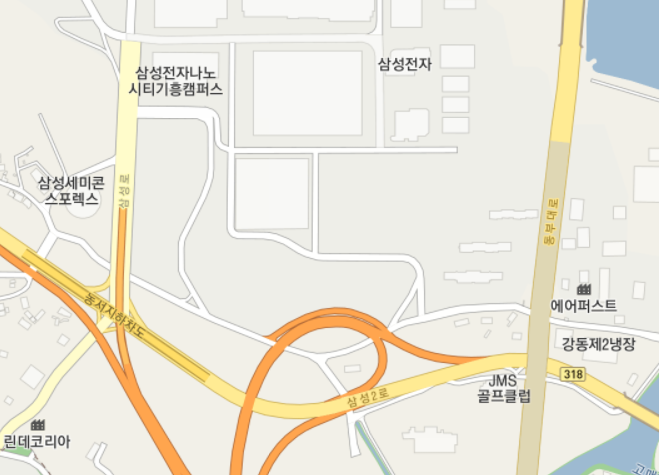 삼성전자나노
시티기흥캠퍼스
삼성전자
삼성세미콘
스포렉스
삼성로
동부대로
동서지하차도
에어퍼스트
강동제2냉장
318
JMS
골프클럽
삼성2로
린데코리아